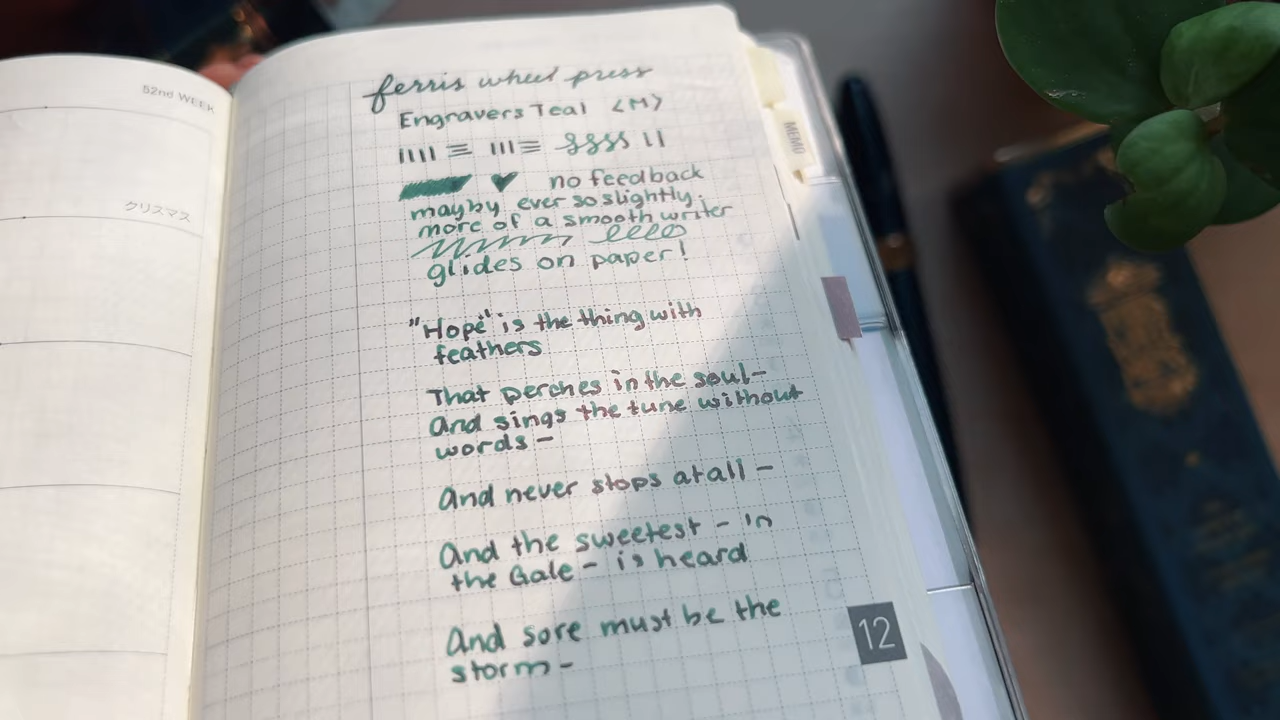 52nd WEEK
クリスマス
ferris wheel press
Engravers Teal <M>
no feedback
mayby ever so slightly.
more of a smooth writer
glides on paper!
"Hope" is the thing with
feathers
That perches in the soul-
And sings the tune without
words -
And never stops at all -
And the sweetest - in
the Gale - is heard
And sore must be the
storm -
MEMO
12